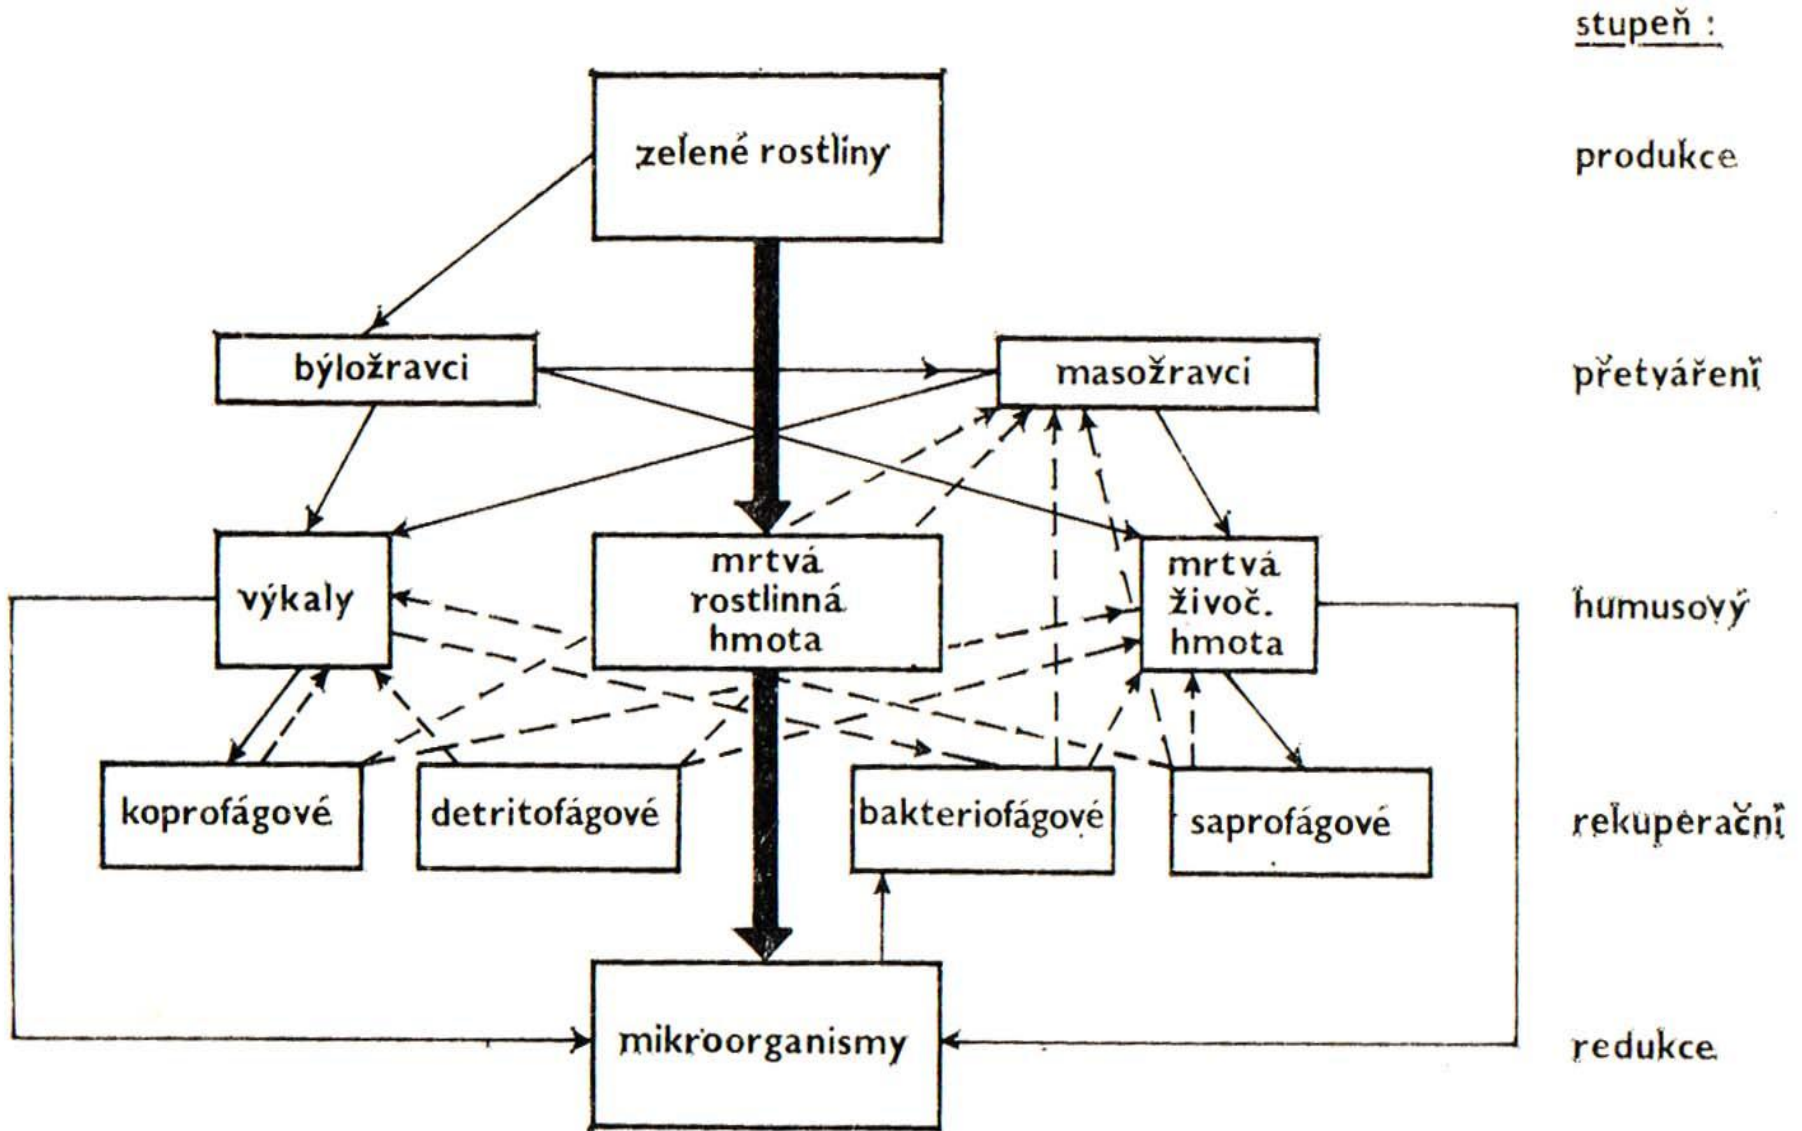 stupeň :
zelené rostliny
produkce
býložravci
masožravci
přetváření
výkaly
mrtvá
rostlinná
hmota
mrtvá
živoč.
hmota
humusový
koprofágové
detritofágové
bakteriofágové
saprofágové
rekuperační
mikroorganismy
redukce